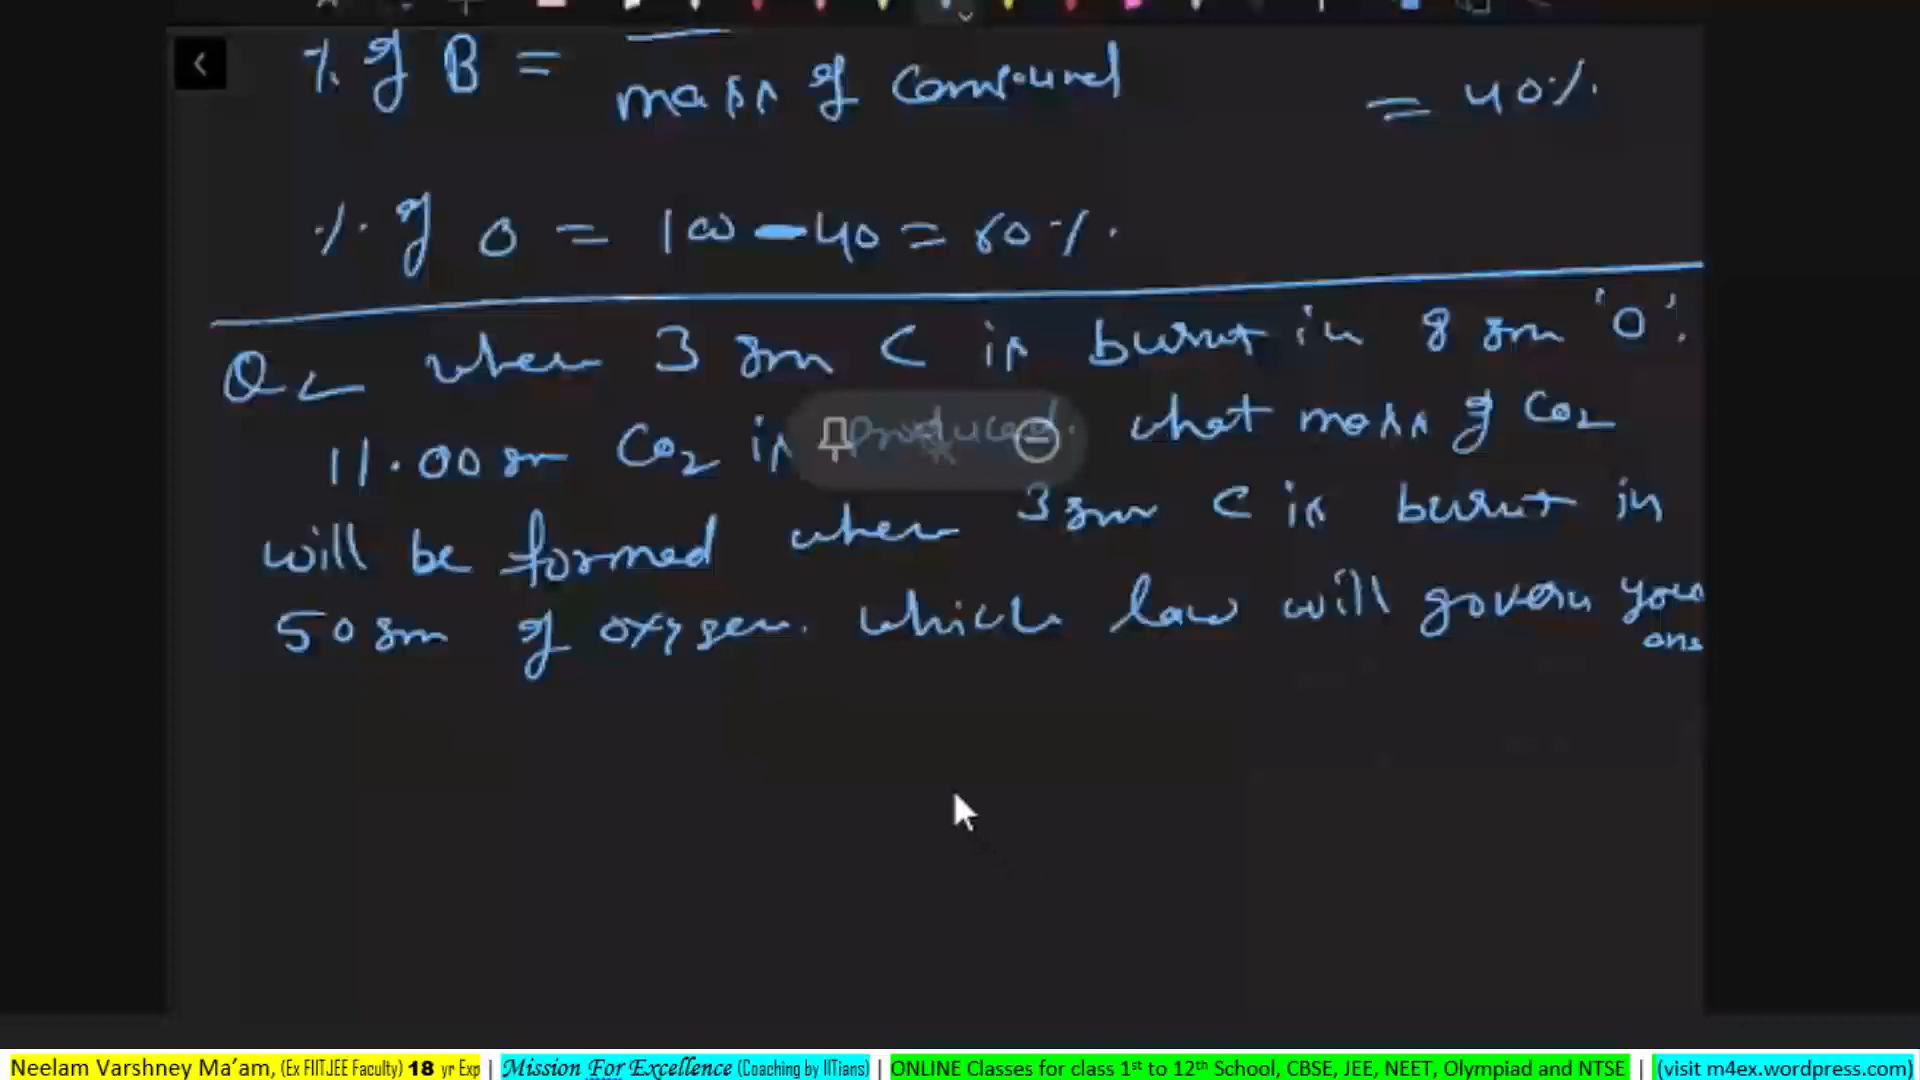 % of B =
mass of compound = 40%.
% of O = 100 - 40 = 60%.
Q when 3 gm C is burnt in 8 gm 'O'.
11.00 gm CO2 is produced. what mass of CO2
will be formed when 3 gm C is burnt in
50 gm of oxygen. which law will govern your
ans
Neelam Varshney Ma'am, (Ex FIITJEE Faculty) 18 yr Exp | Mission For Excellence (Coaching by IITians) | ONLINE Classes for class 1st to 12th School, CBSE, JEE, NEET, Olympiad and NTSE | (visit m4ex.wordpress.com)